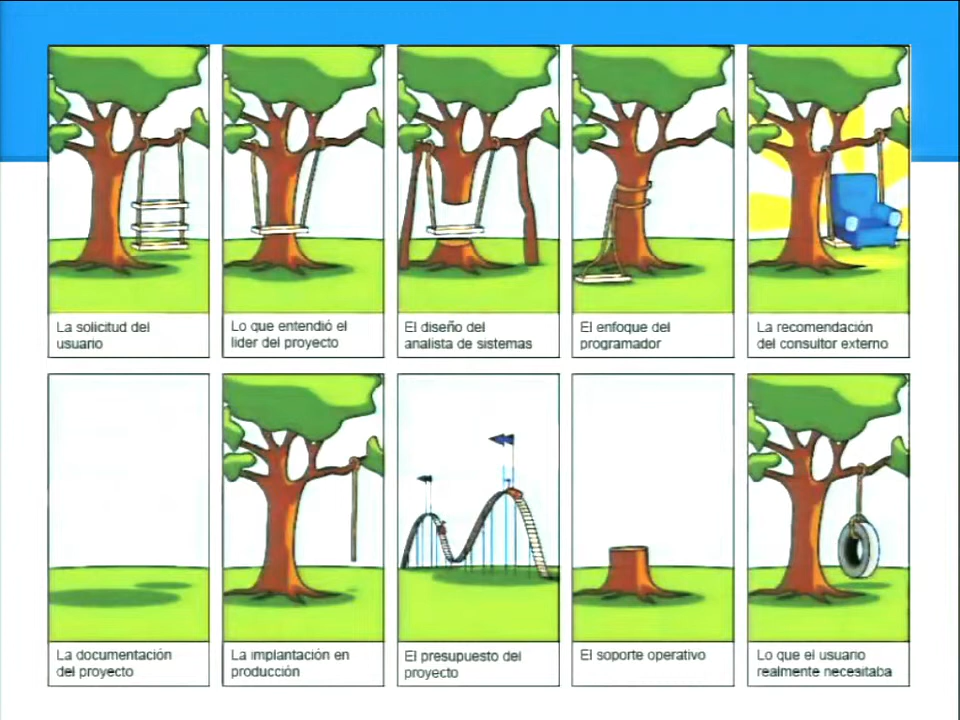 La solicitud del
usuario
Lo que entendió el
lider del proyecto
El diseño del
analista de sistemas
El enfoque del
programador
La recomendación
del consultor externo
La documentación
del proyecto
La implantación en
producción
El presupuesto del
proyecto
El soporte operativo
Lo que el usuario
realmente necesitaba